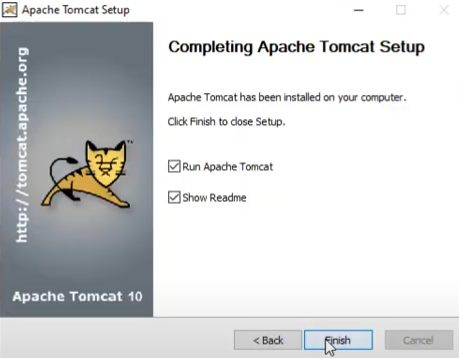 Apache Tomcat Setup
http://tomcat.apache.org
TM
Apache Tomcat 10
Completing Apache Tomcat Setup
Apache Tomcat has been installed on your computer.
Click Finish to close Setup.
Run Apache Tomcat
Show Readme
< Back
Finish
Cancel